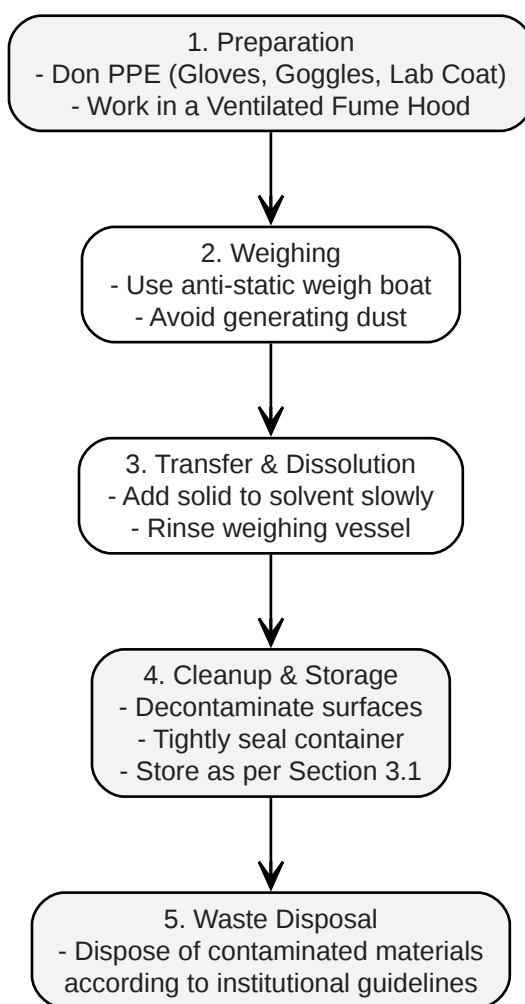 1. Preparation
- Don PPE (Gloves, Goggles, Lab Coat)
- Work in a Ventilated Fume Hood
2. Weighing
- Use anti-static weigh boat
- Avoid generating dust
3. Transfer & Dissolution
- Add solid to solvent slowly
- Rinse weighing vessel
4. Cleanup & Storage
- Decontaminate surfaces
- Tightly seal container
- Store as per Section 3.1
5. Waste Disposal
- Dispose of contaminated materials
according to institutional guidelines